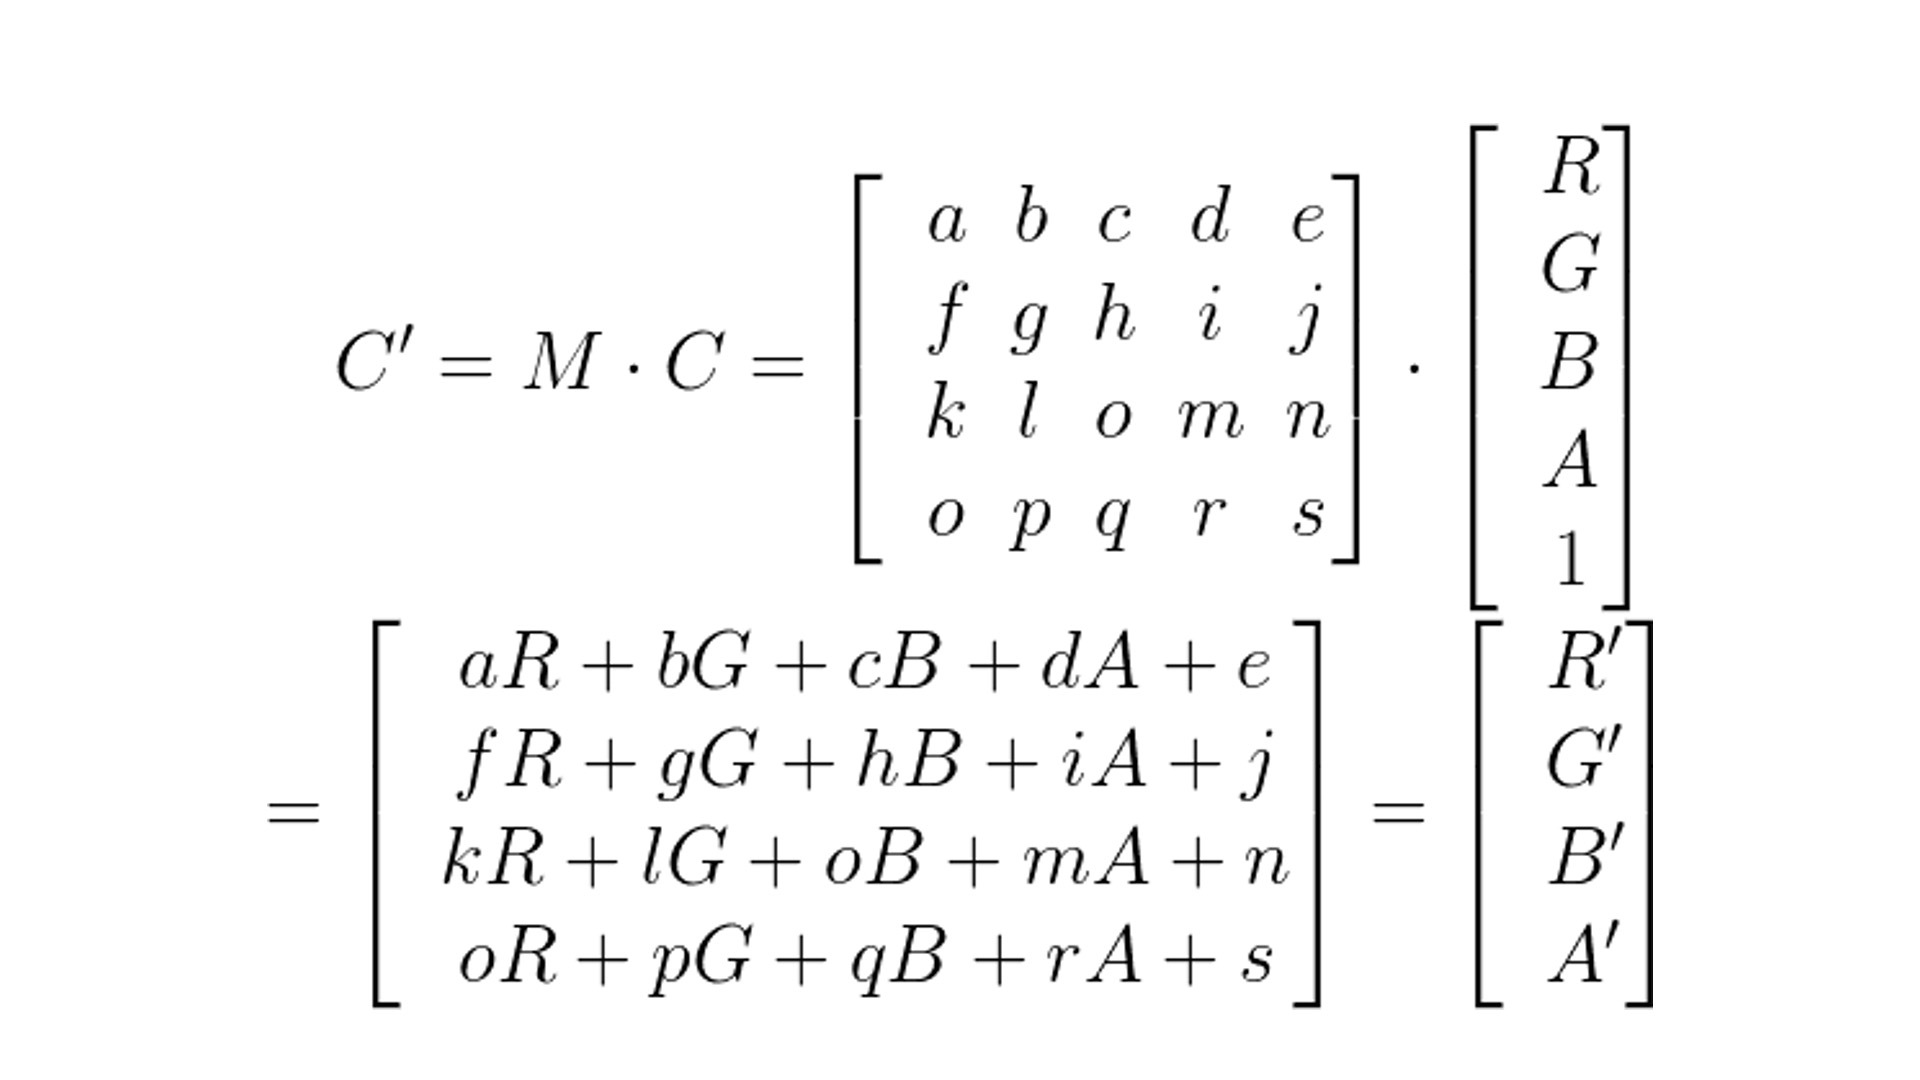 C′ = M · C = [ a b c d e ; f g h i j ; k l o m n ; o p q r s ] · [ R ; G ; B ; A ; 1 ]
= [ aR + bG + cB + dA + e ; fR + gG + hB + iA + j ; kR + lG + oB + mA + n ; oR + pG + qB + rA + s ] = [ R′ ; G′ ; B′ ; A′ ]